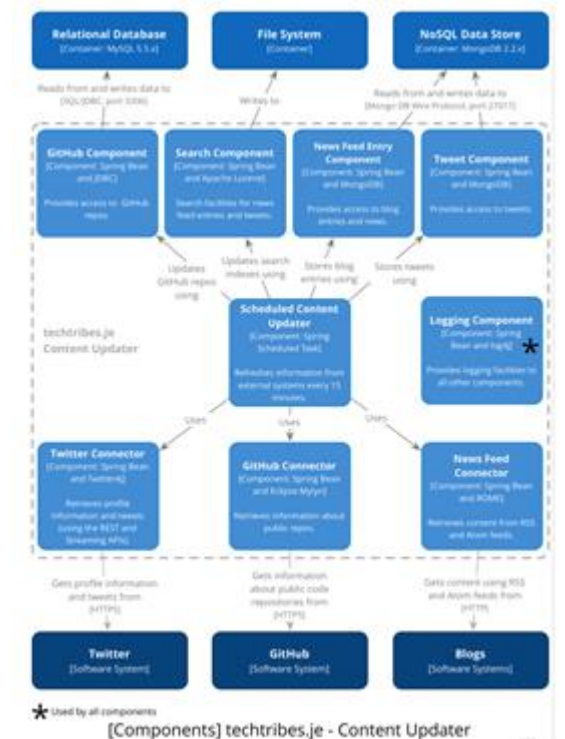 Relational Database
[Container: MySQL 5.5.x]
File System
[Container]
NoSQL Data Store
[Container: MongoDB 2.2.x]
Reads from and writes data to
[SQL/JDBC, port 3306]
Writes to
Reads from and writes data to
[Mongo DB Wire Protocol, port 27017]
GitHub Component
[Component: Spring Bean
and JDBC]
Provides access to GitHub
repos.
Search Component
[Component: Spring Bean
and Apache Lucene]
Search facilities for news
feed entries and tweets.
News Feed Entry
Component
[Component: Spring Bean
and MongoDB]
Provides access to blog
entries and news.
Tweet Component
[Component: Spring Bean
and MongoDB]
Provides access to tweets.
Updates
GitHub repos
using
Updates search
indexes using
Stores blog
entries using
Stores tweets
using
techtribes.je
Content Updater
Scheduled Content
Updater
[Component: Spring
Scheduled Task]
Refreshes information from
external systems every 15
minutes.
Logging Component
[Component: Spring
Bean and log4j]
Provides logging facilities to
all other components.
Uses
Uses
Uses
Twitter Connector
[Component: Spring Bean
and Twitter4j]
Retrieves profile
information and tweets
(using the REST and
Streaming APIs).
GitHub Connector
[Component: Spring Bean
and Eclipse Mylyn]
Retrieves information about
public repos.
News Feed
Connector
[Component: Spring Bean
and ROME]
Retrieves content from RSS
and Atom feeds.
Gets profile information
and tweets from
[HTTPS]
Gets information
about public code
repositories from
[HTTPS]
Gets content using RSS
and Atom feeds from
[HTTP]
Twitter
[Software System]
GitHub
[Software System]
Blogs
[Software Systems]
Used by all components
[Components] techtribes.je - Content Updater